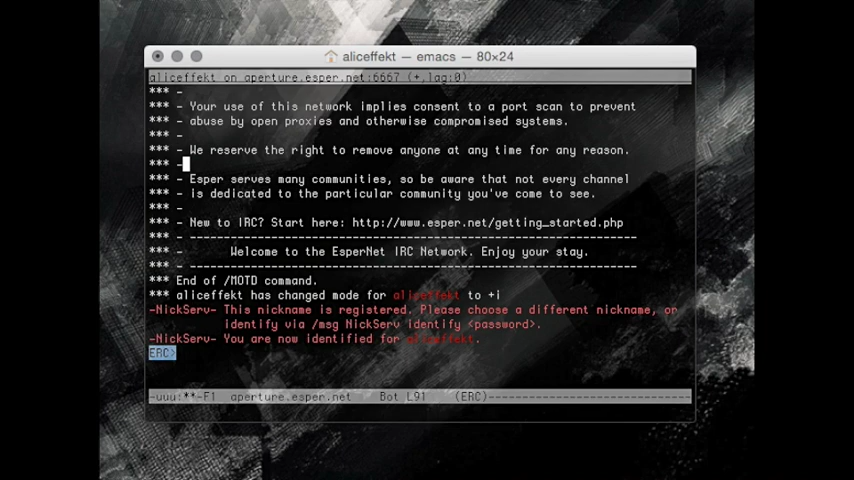 aliceffekt — emacs — 80×24
aliceffekt on aperture.esper.net:6667 (+,lag:0)
*** -
*** - Your use of this network implies consent to a port scan to prevent
*** - abuse by open proxies and otherwise compromised systems.
*** -
*** - We reserve the right to remove anyone at any time for any reason.
*** -
*** - Esper serves many communities, so be aware that not every channel
*** - is dedicated to the particular community you've come to see.
*** -
*** - New to IRC? Start here: http://www.esper.net/getting_started.php
*** - ------------------------------------------------------------------
*** -       Welcome to the EsperNet IRC Network. Enjoy your stay.
*** - ------------------------------------------------------------------
*** End of /MOTD command.
*** aliceffekt has changed mode for aliceffekt to +i
-NickServ- This nickname is registered. Please choose a different nickname, or
identify via /msg NickServ identify <password>.
-NickServ- You are now identified for aliceffekt.
ERC>
-uuu:**-F1  aperture.esper.net    Bot L91    (ERC)------------------------------